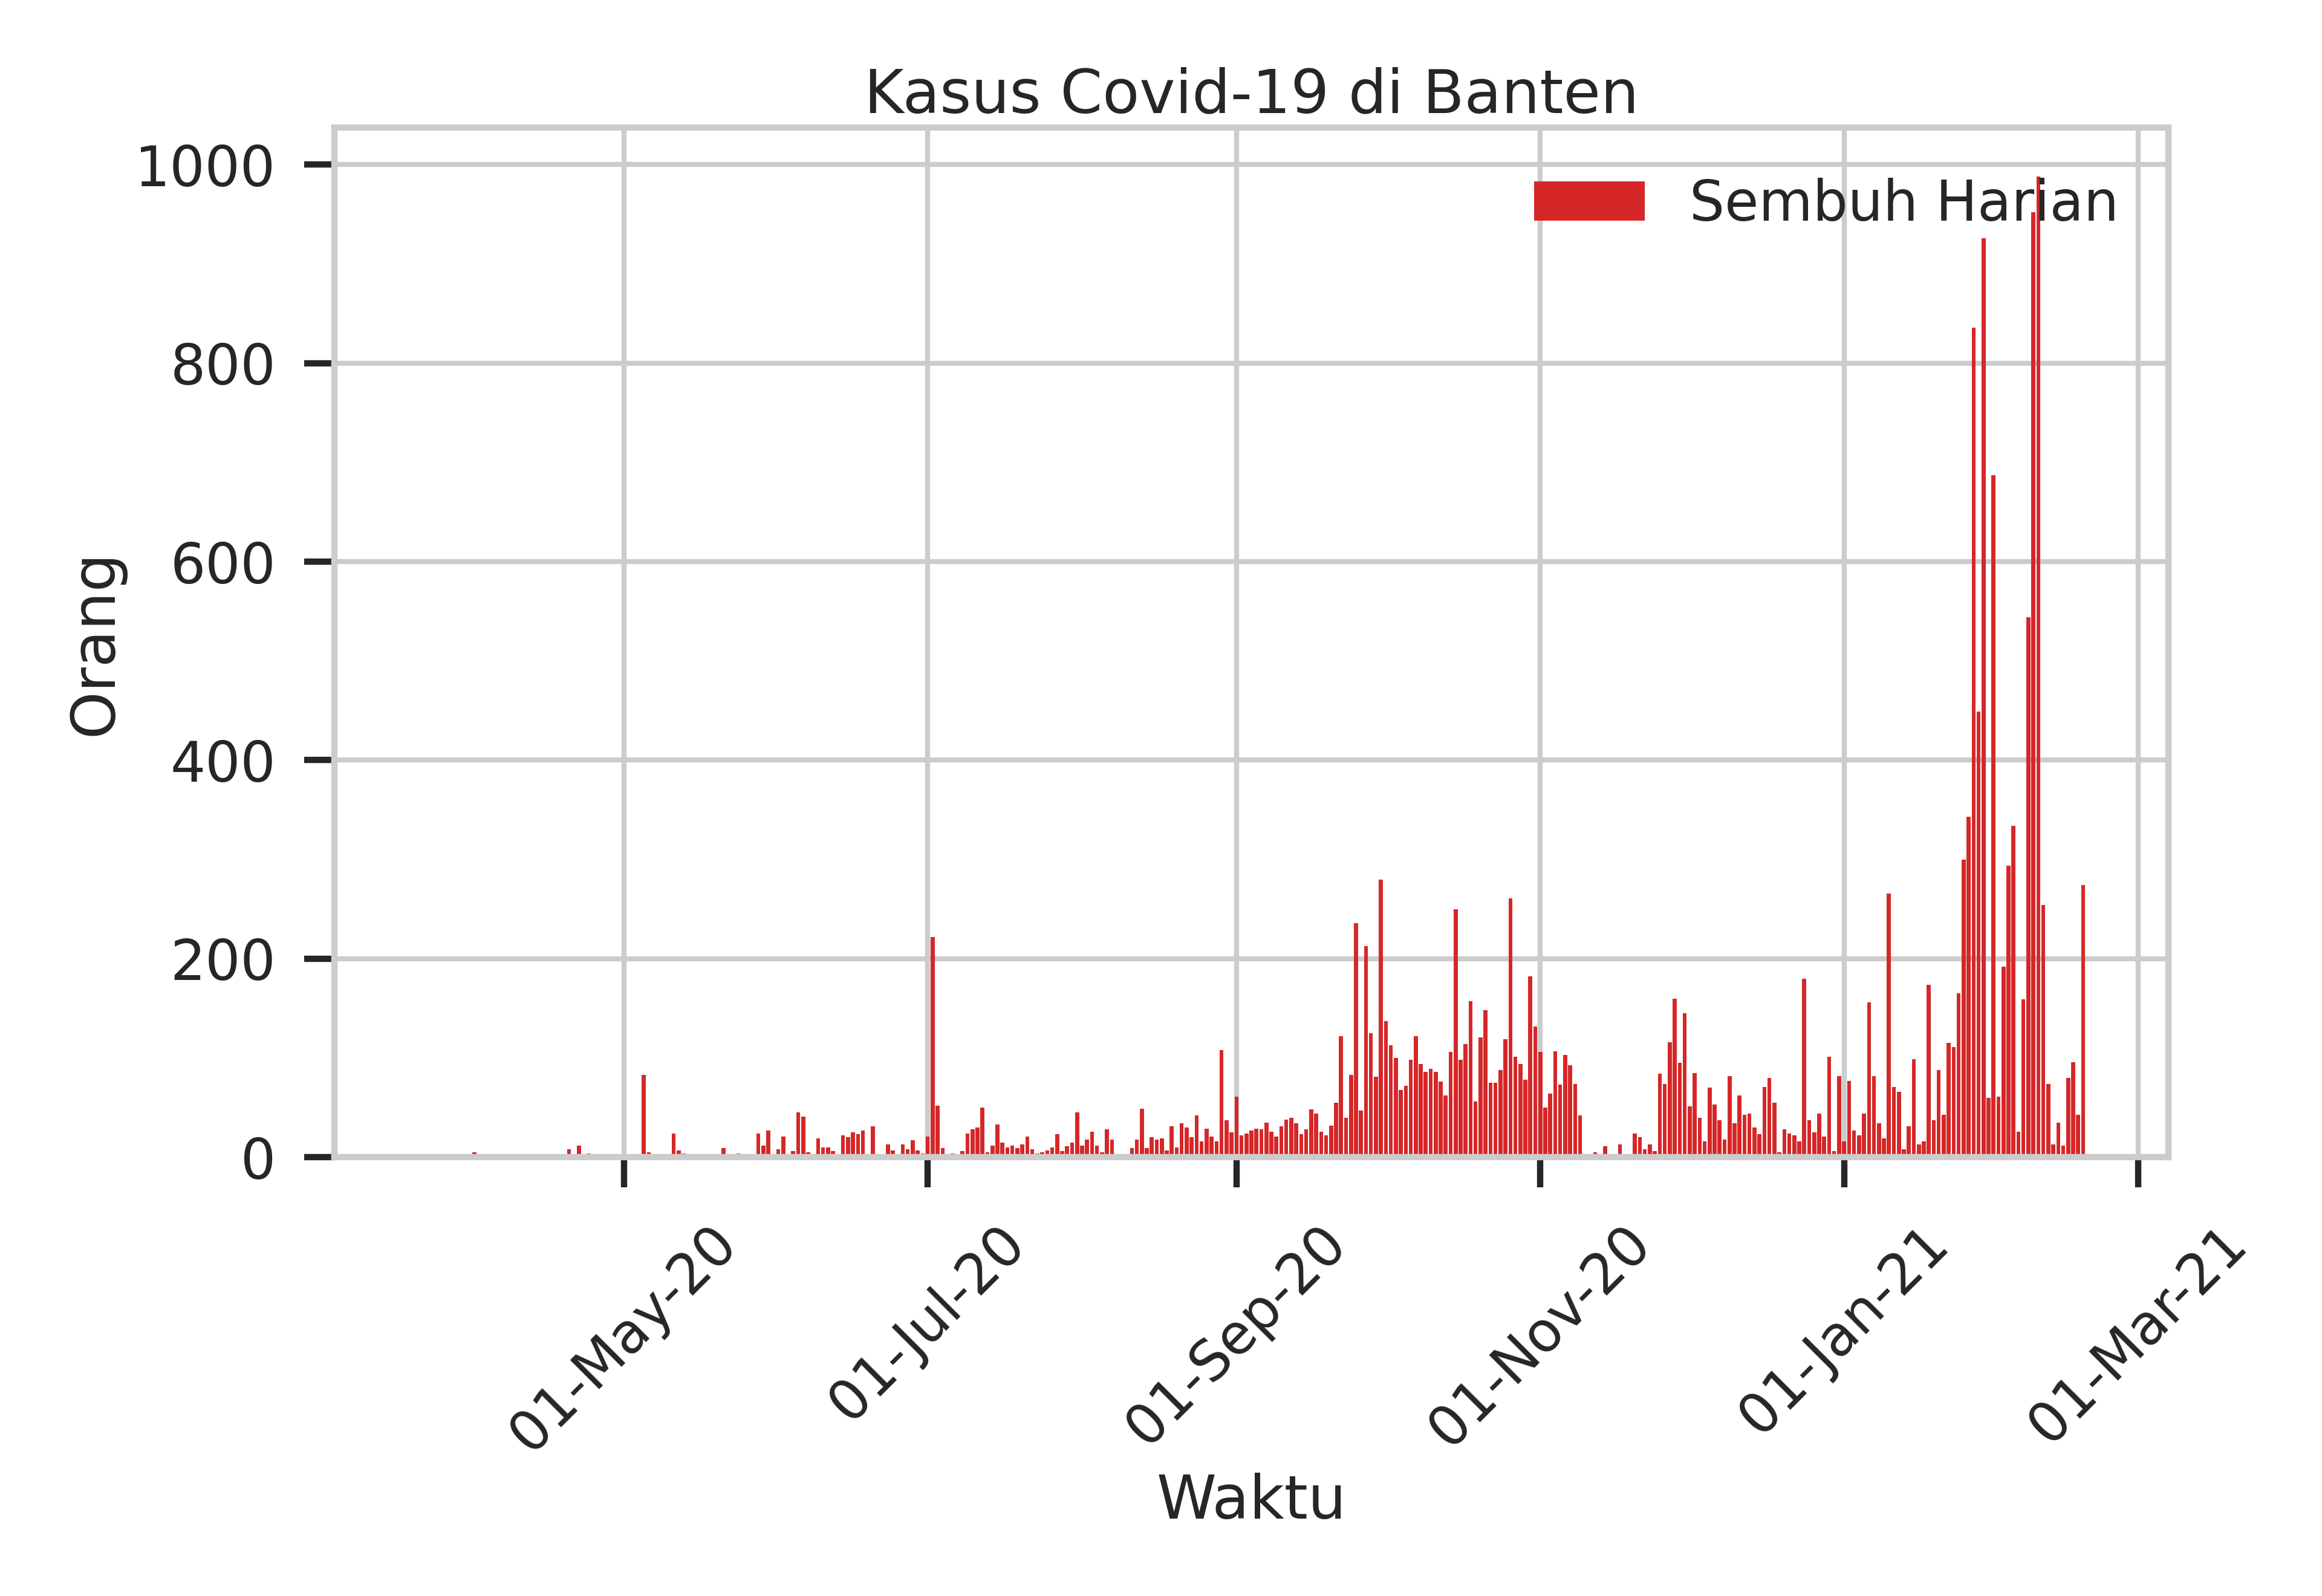 Kasus Covid-19 di Banten
Sembuh Harian
1000
800
600
400
200
0
Orang
01-May-20
01-Jul-20
01-Sep-20
01-Nov-20
01-Jan-21
01-Mar-21
Waktu